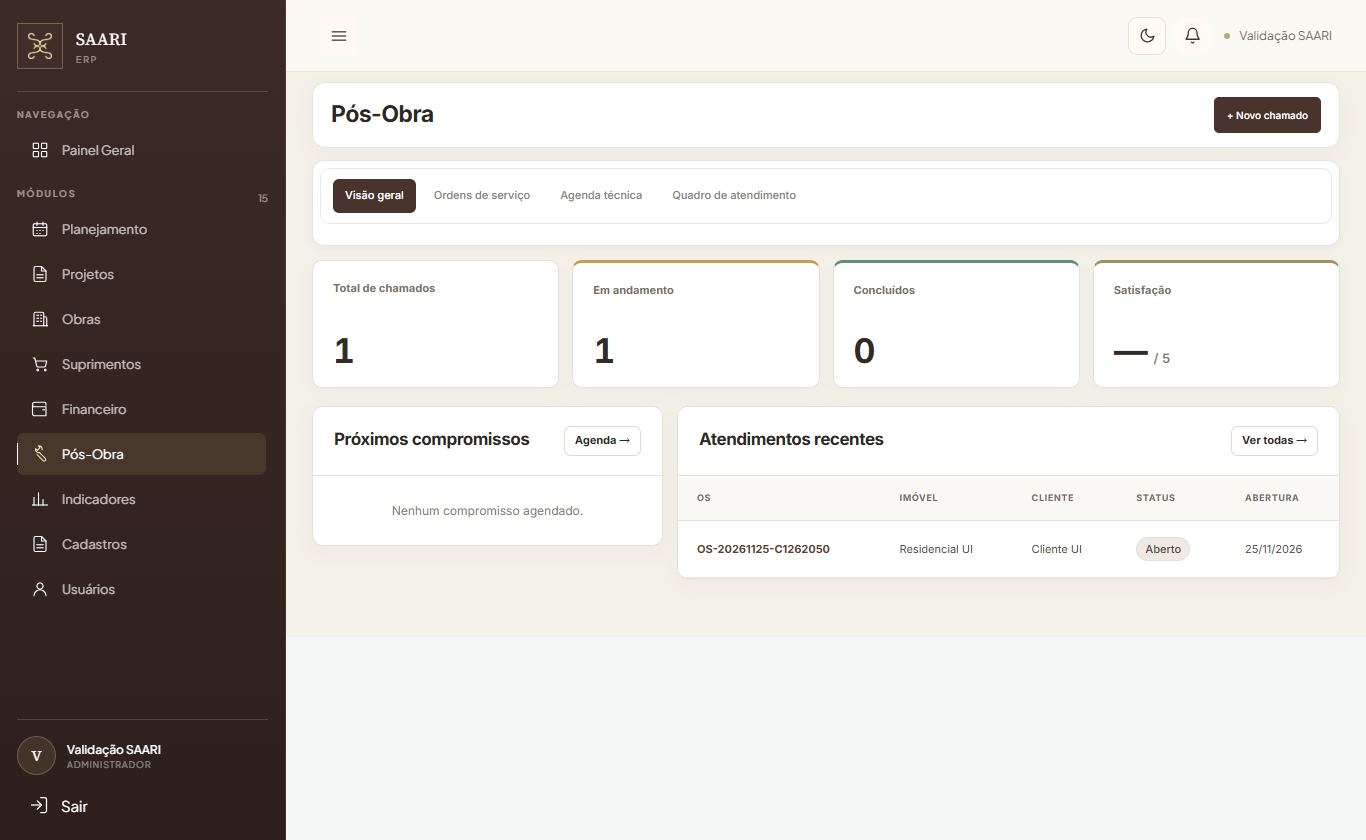 SAARI
ERP
NAVEGAÇÃO
Painel Geral
MÓDULOS 15
Planejamento
Projetos
Obras
Suprimentos
Financeiro
Pós-Obra
Indicadores
Cadastros
Usuários
V
Validação SAARI
ADMINISTRADOR
Sair
Validação SAARI
Pós-Obra
+ Novo chamado
Visão geral Ordens de serviço Agenda técnica Quadro de atendimento
Total de chamados
1
Em andamento
1
Concluídos
0
Satisfação
— / 5
Próximos compromissos
Agenda →
Nenhum compromisso agendado.
Atendimentos recentes
Ver todas →
OS IMÓVEL CLIENTE STATUS ABERTURA
OS-20261125-C1262050 Residencial UI Cliente UI Aberto 25/11/2026